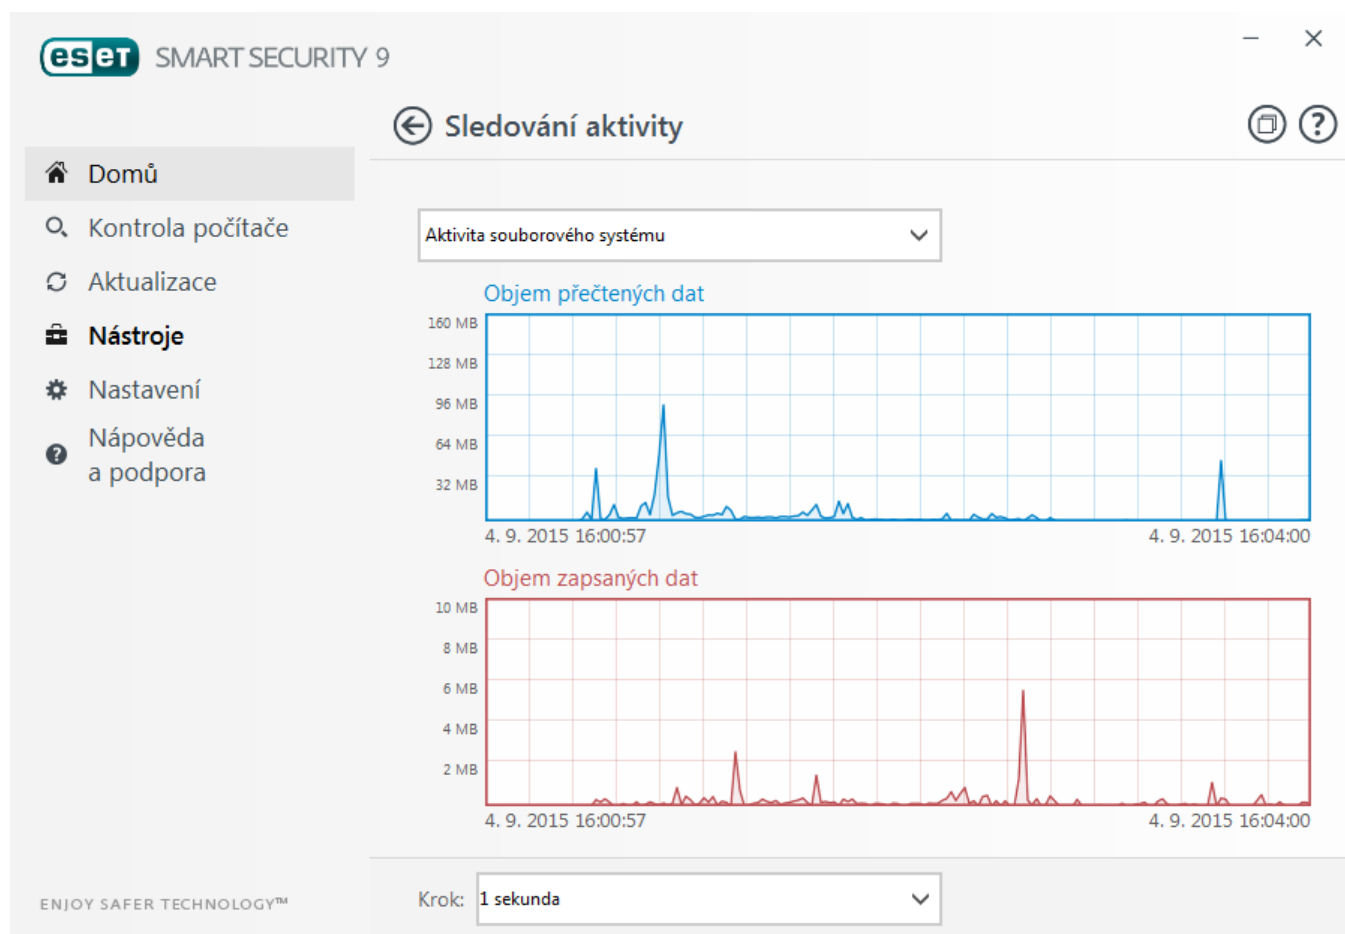 eset SMART SECURITY 9
Sledování aktivity
Domů
Kontrola počítače
Aktualizace
Nástroje
Nastavení
Nápověda
a podpora
Aktivita souborového systému
Objem přečtených dat
160 MB
128 MB
96 MB
64 MB
32 MB
4. 9. 2015 16:00:57 4. 9. 2015 16:04:00
Objem zapsaných dat
10 MB
8 MB
6 MB
4 MB
2 MB
4. 9. 2015 16:00:57 4. 9. 2015 16:04:00
Krok: 1 sekunda
ENJOY SAFER TECHNOLOGY™